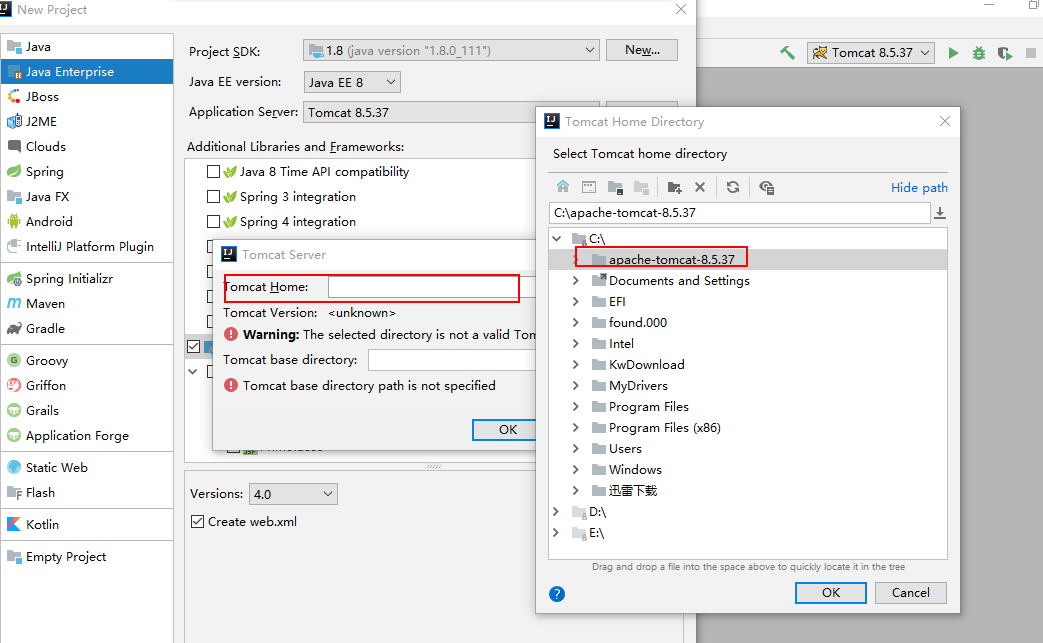 New Project
Java
Java Enterprise
JBoss
J2ME
Clouds
Spring
Java FX
Android
IntelliJ Platform Plugin
Spring Initializr
Maven
Gradle
Groovy
Griffon
Grails
Application Forge
Static Web
Flash
Kotlin
Empty Project
Project SDK: 1.8 (java version "1.8.0_111") New...
Java EE version: Java EE 8
Application Server: Tomcat 8.5.37
Additional Libraries and Frameworks:
Java 8 Time API compatibility
Spring 3 integration
Spring 4 integration
Versions: 4.0
Create web.xml
Tomcat Server
Tomcat Home:
Tomcat Version: <unknown>
Warning: The selected directory is not a valid Tom
Tomcat base directory:
Tomcat base directory path is not specified
OK
Tomcat 8.5.37
Tomcat Home Directory
Select Tomcat home directory
Hide path
C:\apache-tomcat-8.5.37
C:\
apache-tomcat-8.5.37
Documents and Settings
EFI
found.000
Intel
KwDownload
MyDrivers
Program Files
Program Files (x86)
Users
Windows
迅雷下载
D:\
E:\
Drag and drop a file into the space above to quickly locate it in the tree
?
OK
Cancel